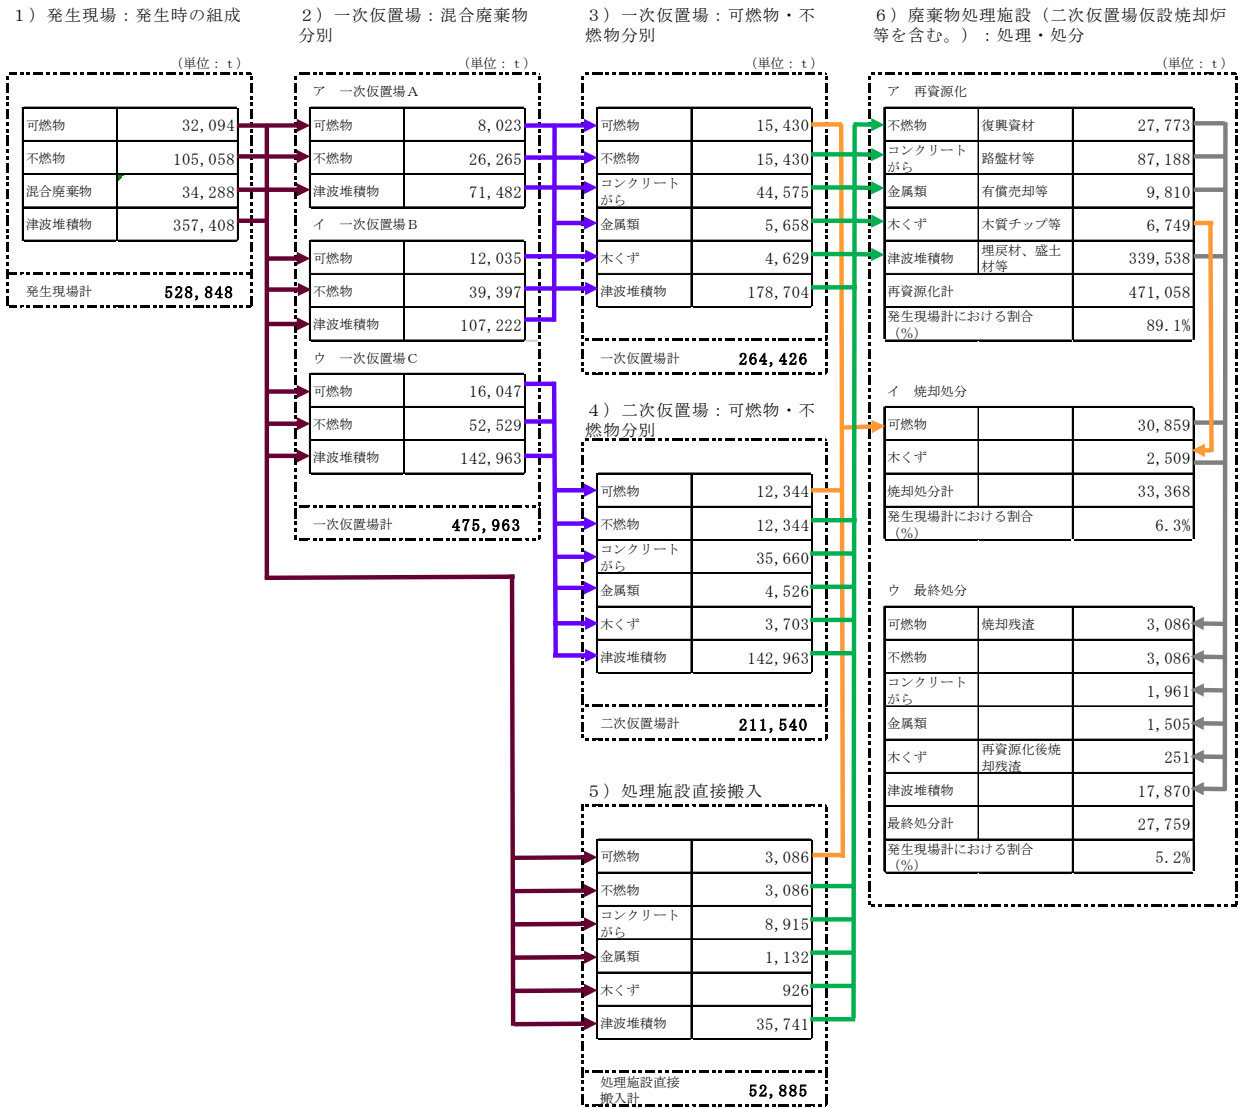 １）発生現場：発生時の組成
（単位：ｔ）
可燃物 32,094
不燃物 105,058
混合廃棄物 34,288
津波堆積物 357,408
発生現場計 528,848
２）一次仮置場：混合廃棄物
分別
（単位：ｔ）
ア　一次仮置場Ａ
可燃物 8,023
不燃物 26,265
津波堆積物 71,482
イ　一次仮置場Ｂ
可燃物 12,035
不燃物 39,397
津波堆積物 107,222
ウ　一次仮置場Ｃ
可燃物 16,047
不燃物 52,529
津波堆積物 142,963
一次仮置場計 475,963
３）一次仮置場：可燃物・不
燃物分別
（単位：ｔ）
可燃物 15,430
不燃物 15,430
コンクリート
がら 44,575
金属類 5,658
木くず 4,629
津波堆積物 178,704
一次仮置場計 264,426
４）二次仮置場：可燃物・不
燃物分別
可燃物 12,344
不燃物 12,344
コンクリート
がら 35,660
金属類 4,526
木くず 3,703
津波堆積物 142,963
二次仮置場計 211,540
５）処理施設直接搬入
可燃物 3,086
不燃物 3,086
コンクリート
がら 8,915
金属類 1,132
木くず 926
津波堆積物 35,741
処理施設直接
搬入計 52,885
６）廃棄物処理施設（二次仮置場仮設焼却炉
等を含む。）：処理・処分
（単位：ｔ）
ア　再資源化
不燃物 復興資材 27,773
コンクリート
がら 路盤材等 87,188
金属類 有償売却等 9,810
木くず 木質チップ等 6,749
津波堆積物 埋戻材、盛土
材等 339,538
再資源化計 471,058
発生現場計における割合
（%） 89.1%
イ　焼却処分
可燃物 30,859
木くず 2,509
焼却処分計 33,368
発生現場計における割合
（%） 6.3%
ウ　最終処分
可燃物 焼却残渣 3,086
不燃物 3,086
コンクリート
がら 1,961
金属類 1,505
木くず 再資源化後焼
却残渣 251
津波堆積物 17,870
最終処分計 27,759
発生現場計における割合
（%） 5.2%